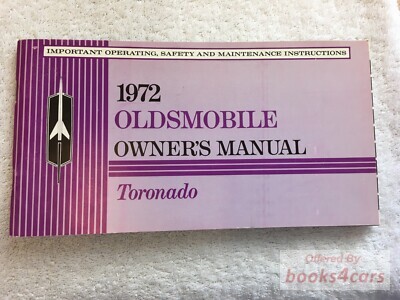 IMPORTANT OPERATING, SAFETY AND MAINTENANCE INSTRUCTIONS
1972
OLDSMOBILE
OWNER'S MANUAL
Toronado
Offered By
books4cars